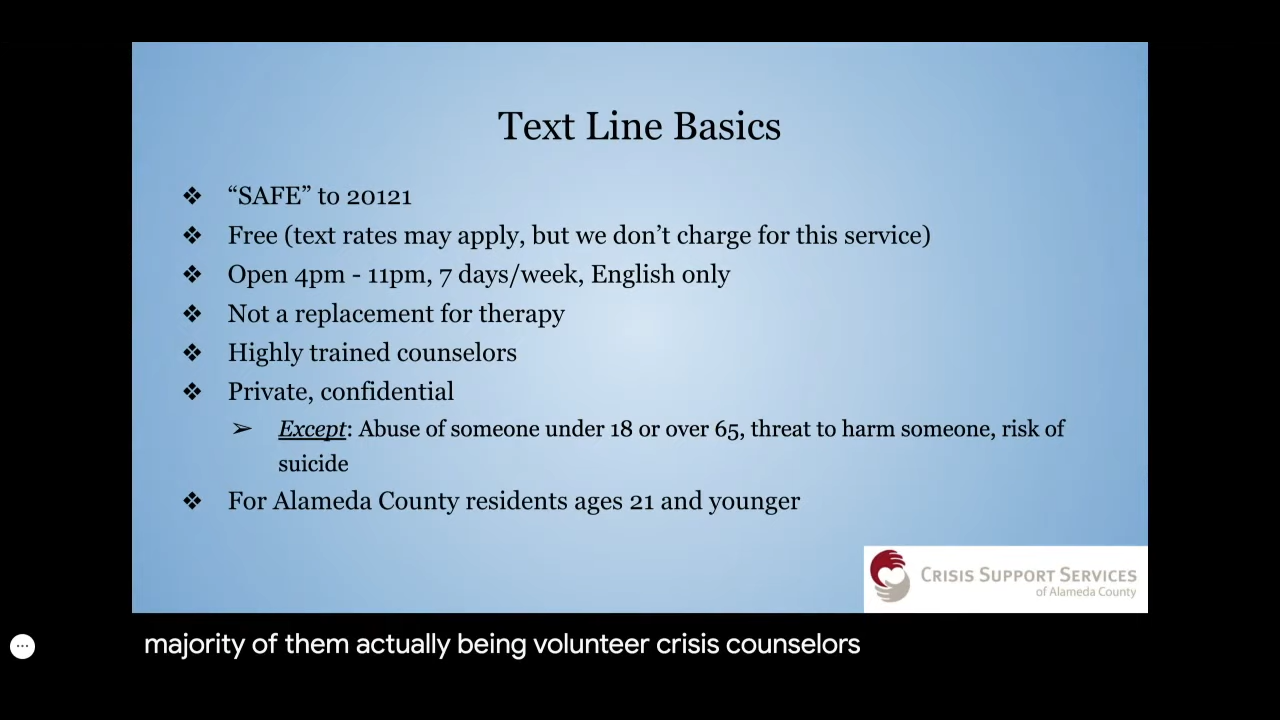 Text Line Basics
❖ “SAFE” to 20121
❖ Free (text rates may apply, but we don’t charge for this service)
❖ Open 4pm - 11pm, 7 days/week, English only
❖ Not a replacement for therapy
❖ Highly trained counselors
❖ Private, confidential
➢ Except: Abuse of someone under 18 or over 65, threat to harm someone, risk of
suicide
❖ For Alameda County residents ages 21 and younger
CRISIS SUPPORT SERVICES
of Alameda County
majority of them actually being volunteer crisis counselors